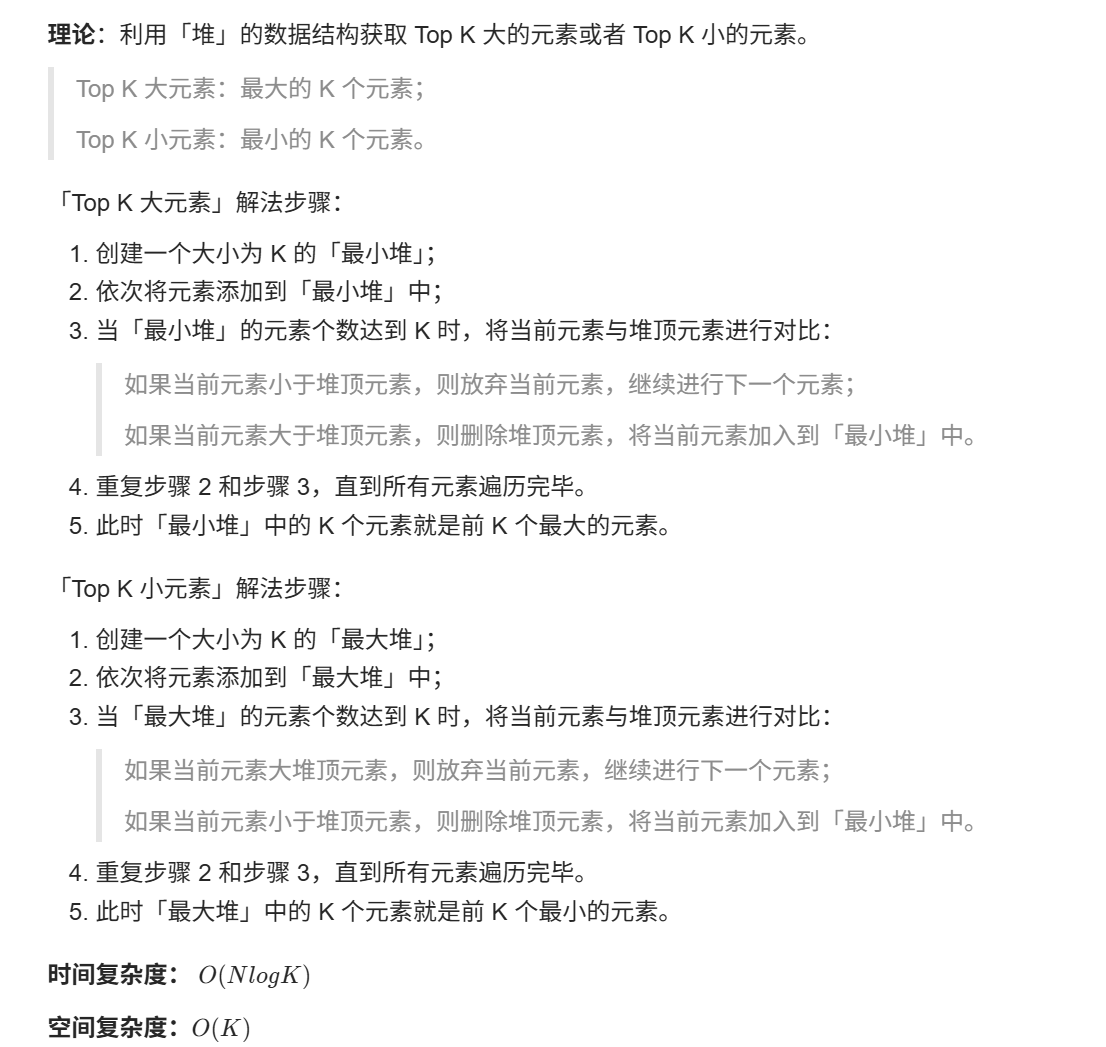 理论：利用「堆」的数据结构获取 Top K 大的元素或者 Top K 小的元素。
Top K 大元素：最大的 K 个元素；
Top K 小元素：最小的 K 个元素。
「Top K 大元素」解法步骤：
1. 创建一个大小为 K 的「最小堆」；
2. 依次将元素添加到「最小堆」中；
3. 当「最小堆」的元素个数达到 K 时，将当前元素与堆顶元素进行对比：
如果当前元素小于堆顶元素，则放弃当前元素，继续进行下一个元素；
如果当前元素大于堆顶元素，则删除堆顶元素，将当前元素加入到「最小堆」中。
4. 重复步骤 2 和步骤 3，直到所有元素遍历完毕。
5. 此时「最小堆」中的 K 个元素就是前 K 个最大的元素。
「Top K 小元素」解法步骤：
1. 创建一个大小为 K 的「最大堆」；
2. 依次将元素添加到「最大堆」中；
3. 当「最大堆」的元素个数达到 K 时，将当前元素与堆顶元素进行对比：
如果当前元素大堆顶元素，则放弃当前元素，继续进行下一个元素；
如果当前元素小于堆顶元素，则删除堆顶元素，将当前元素加入到「最小堆」中。
4. 重复步骤 2 和步骤 3，直到所有元素遍历完毕。
5. 此时「最大堆」中的 K 个元素就是前 K 个最小的元素。
时间复杂度： O(NlogK)
空间复杂度：O(K)